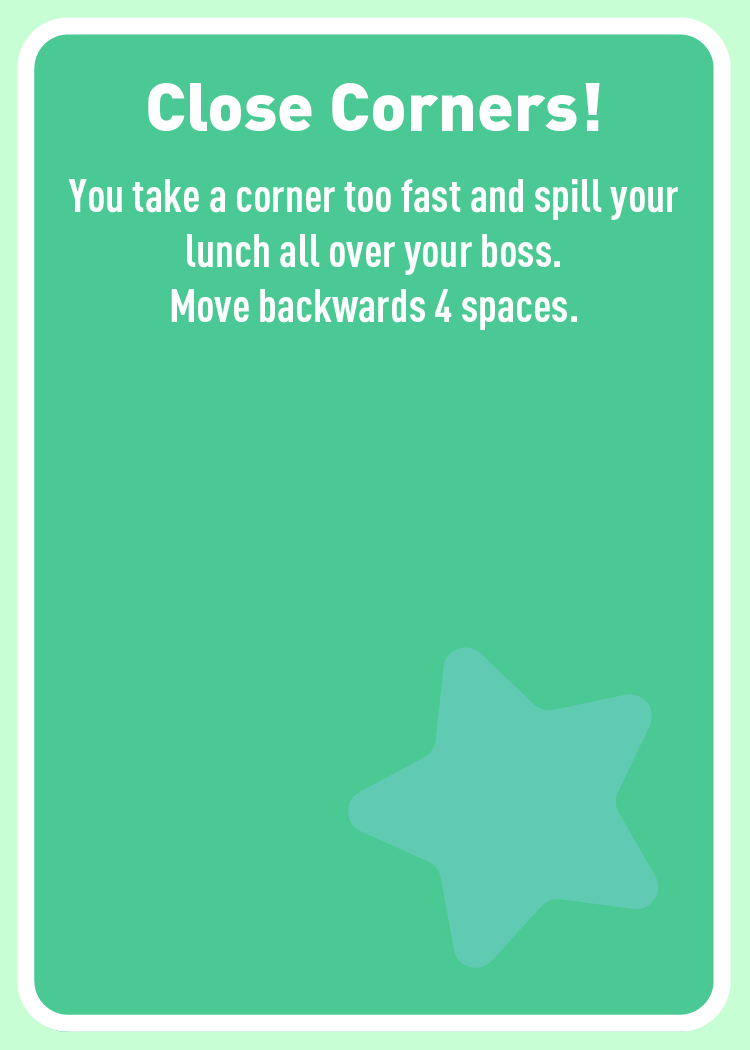 Close Corners!
You take a corner too fast and spill your
lunch all over your boss.
Move backwards 4 spaces.